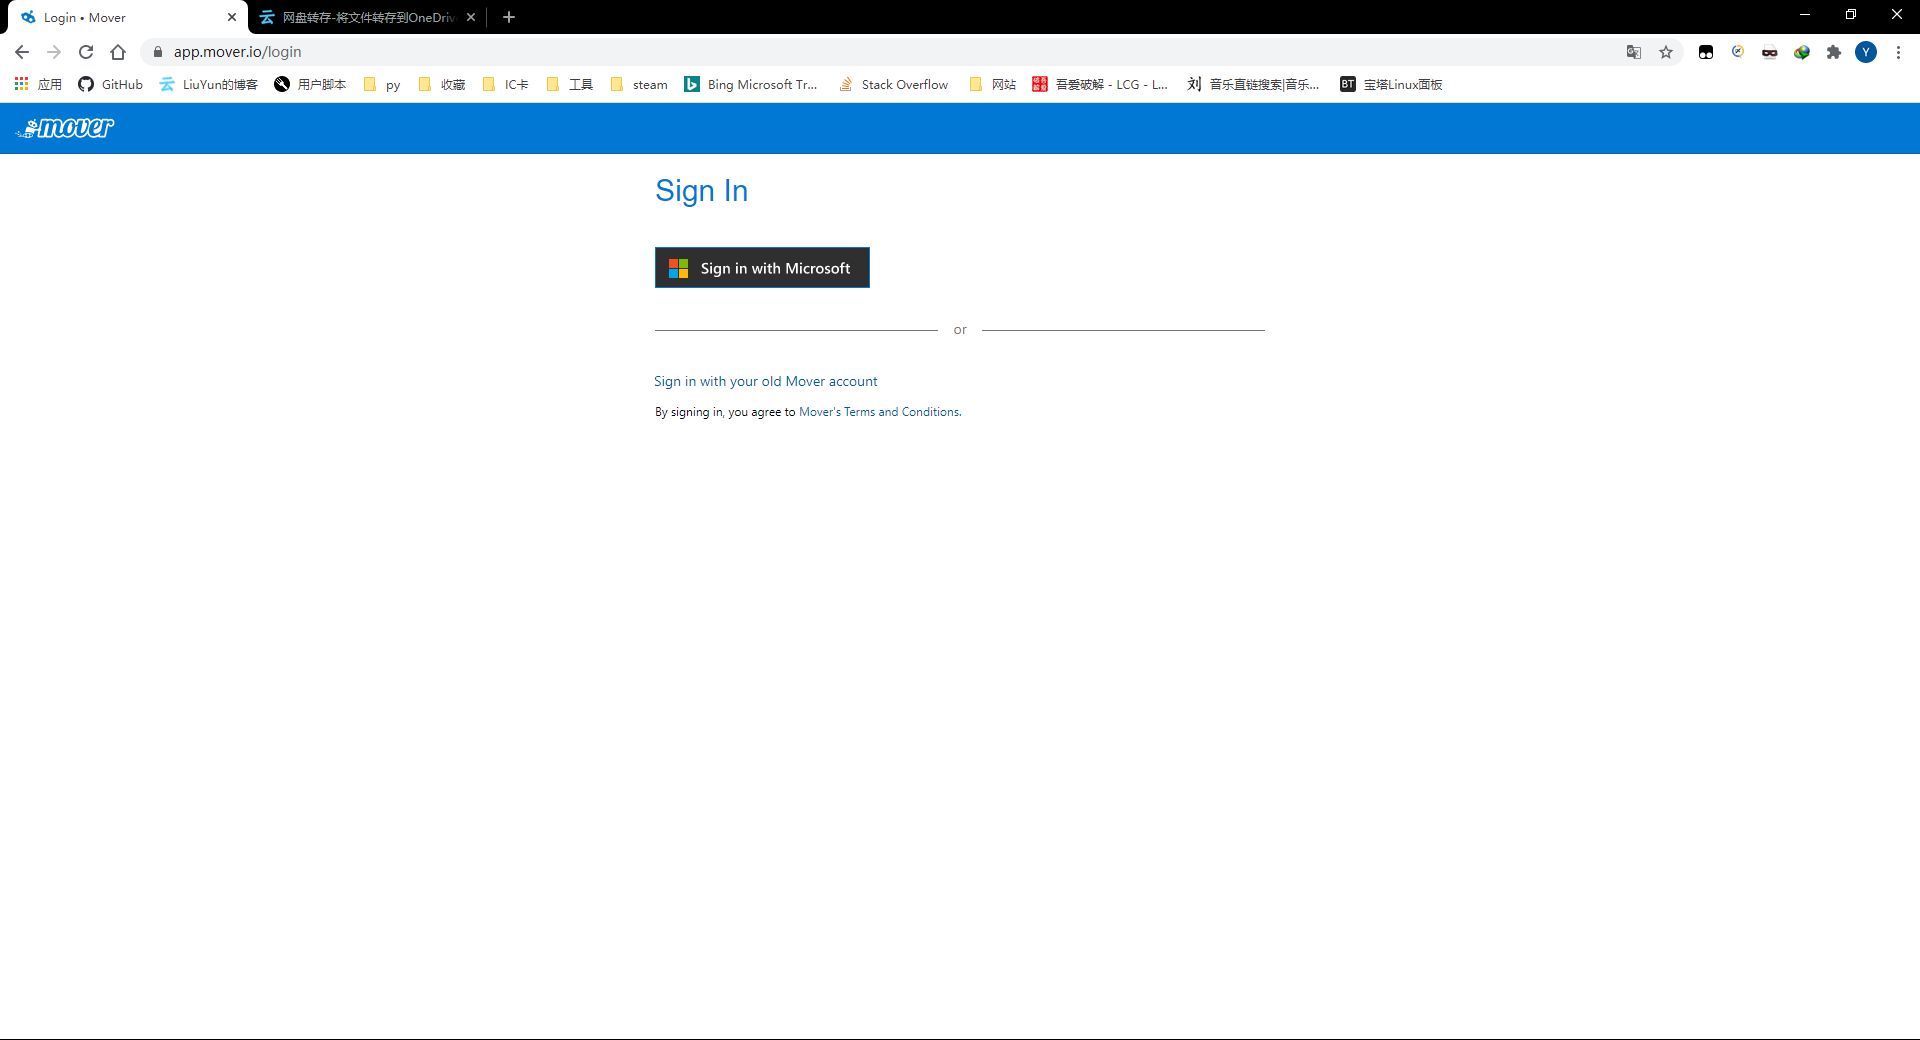 Login • Mover
网盘转存-将文件转存到OneDriv
app.mover.io/login
应用 GitHub LiuYun的博客 用户脚本 py 收藏 IC卡 工具 steam Bing Microsoft Tr... Stack Overflow 网站 吾爱破解 - LCG - L... 刘 音乐直链搜索|音乐... BT 宝塔Linux面板
Y
mover
Sign In
Sign in with Microsoft
or
Sign in with your old Mover account
By signing in, you agree to Mover's Terms and Conditions.